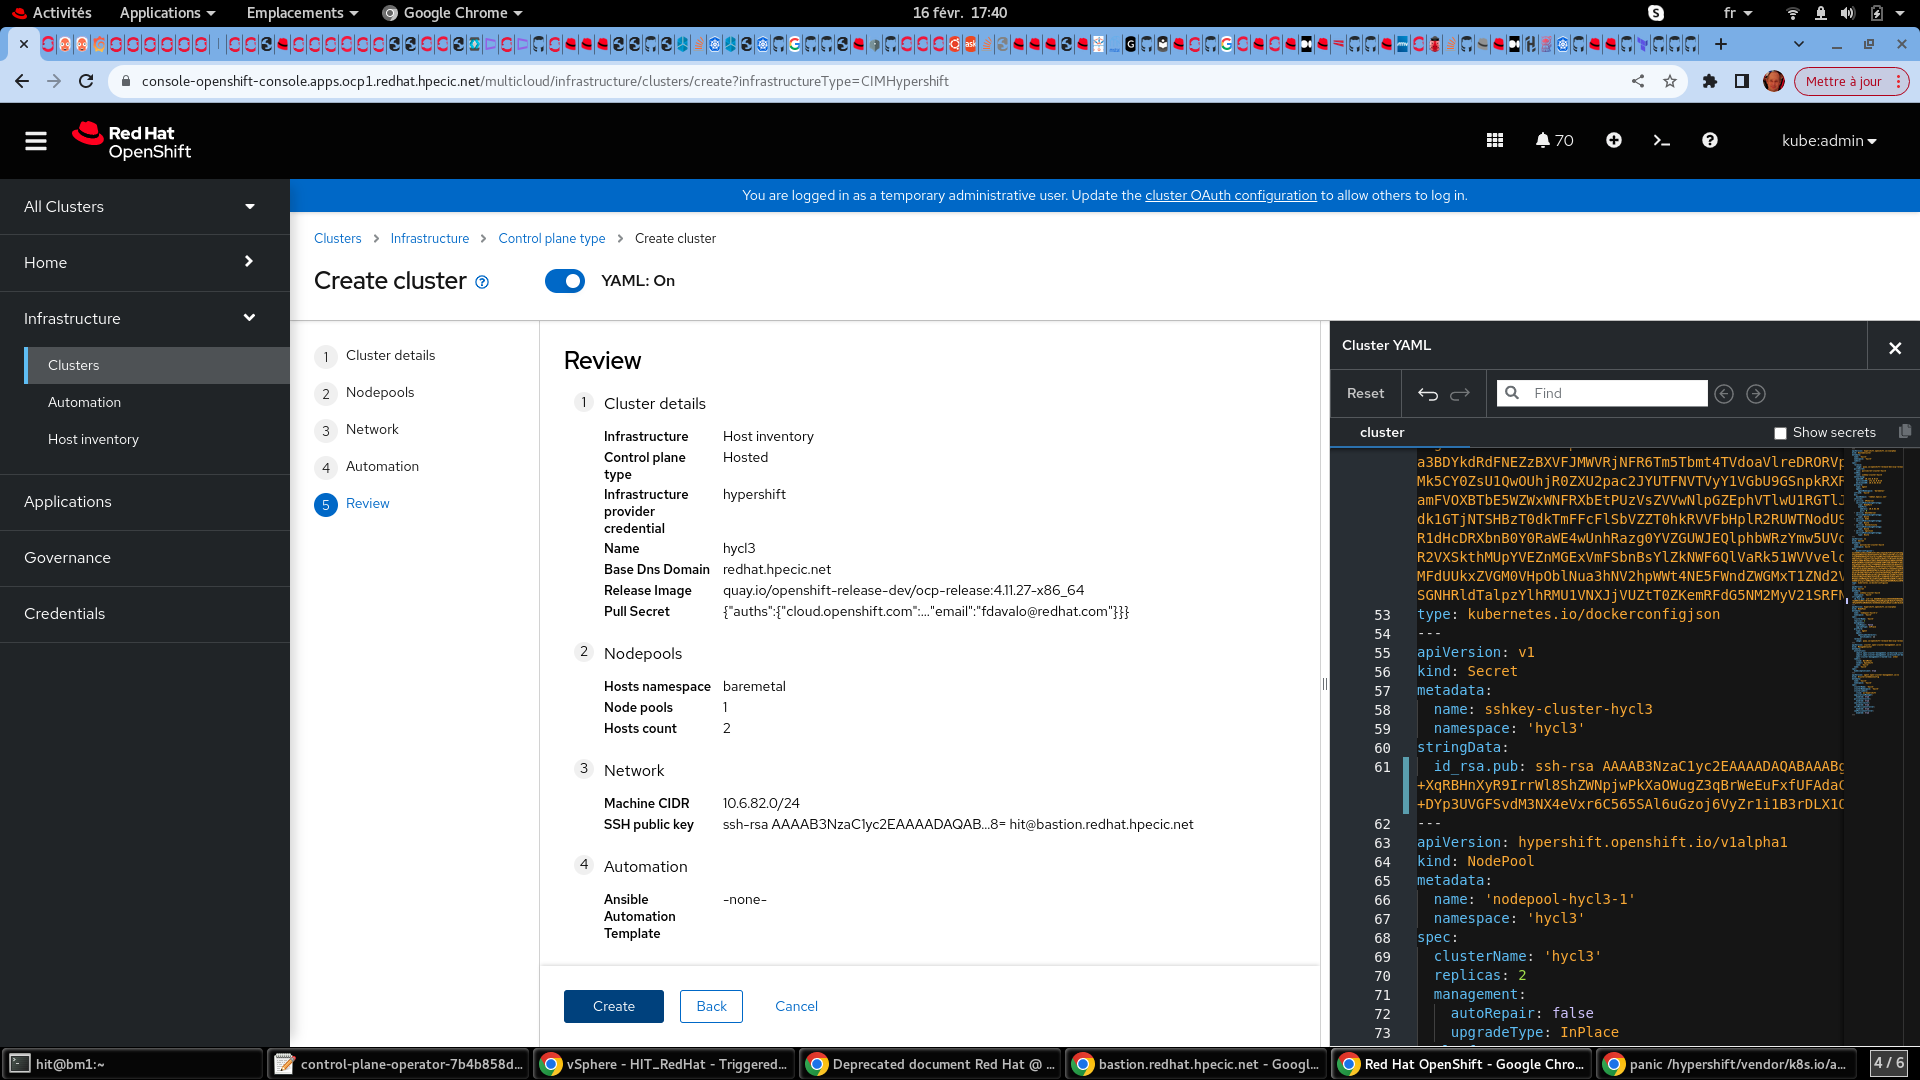 Activités
Applications
Emplacements
Google Chrome
16 févr. 17:40
fr
console-openshift-console.apps.ocp1.redhat.hpecic.net/multicloud/infrastructure/clusters/create?infrastructureType=CIMHypershift
Mettre à jour
Red Hat
OpenShift
70
kube:admin
You are logged in as a temporary administrative user. Update the cluster OAuth configuration to allow others to log in.
All Clusters
Home
Infrastructure
Clusters
Automation
Host inventory
Applications
Governance
Credentials
Clusters > Infrastructure > Control plane type > Create cluster
Create cluster
YAML: On
1 Cluster details
2 Nodepools
3 Network
4 Automation
5 Review
Review
1 Cluster details
Infrastructure Host inventory
Control plane type Hosted
Infrastructure provider credential hypershift
Name hycl3
Base Dns Domain redhat.hpecic.net
Release Image quay.io/openshift-release-dev/ocp-release:4.11.27-x86_64
Pull Secret {"auths":{"cloud.openshift.com":..."email":"fdavalo@redhat.com"}}}
2 Nodepools
Hosts namespace baremetal
Node pools 1
Hosts count 2
3 Network
Machine CIDR 10.6.82.0/24
SSH public key ssh-rsa AAAAB3NzaC1yc2EAAAADAQAB...8= hit@bastion.redhat.hpecic.net
4 Automation
Ansible Automation Template -none-
Create
Back
Cancel
Cluster YAML
Reset
Find
cluster
Show secrets
53 type: kubernetes.io/dockerconfigjson
54 ---
55 apiVersion: v1
56 kind: Secret
57 metadata:
58 name: sshkey-cluster-hycl3
59 namespace: 'hycl3'
60 stringData:
61 id_rsa.pub: ssh-rsa
62 ---
63 apiVersion: hypershift.openshift.io/v1alpha1
64 kind: NodePool
65 metadata:
66 name: 'nodepool-hycl3-1'
67 namespace: 'hycl3'
68 spec:
69 clusterName: 'hycl3'
70 replicas: 2
71 management:
72 autoRepair: false
73 upgradeType: InPlace
hit@bm1:~
control-plane-operator-7b4b858d...
vSphere - HIT_RedHat - Triggered...
Deprecated document Red Hat @ ...
bastion.redhat.hpecic.net - Googl...
Red Hat OpenShift - Google Chro...
panic /hypershift/vendor/k8s.io/a...
4 / 6